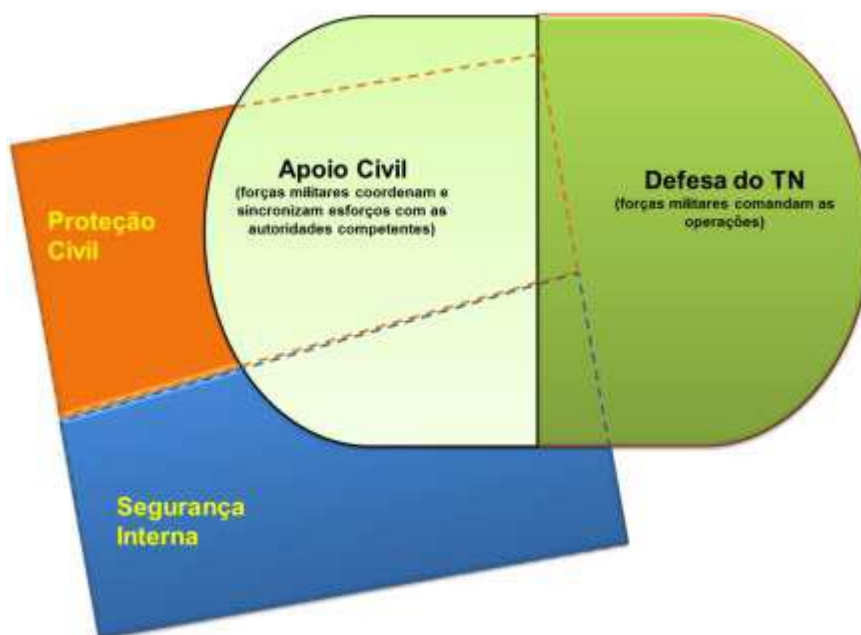 Apoio Civil
(forças militares coordenam e
sincronizam esforços com as
autoridades competentes)
Defesa do TN
(forças militares comandam as
operações)
Proteção
Civil
Segurança
Interna